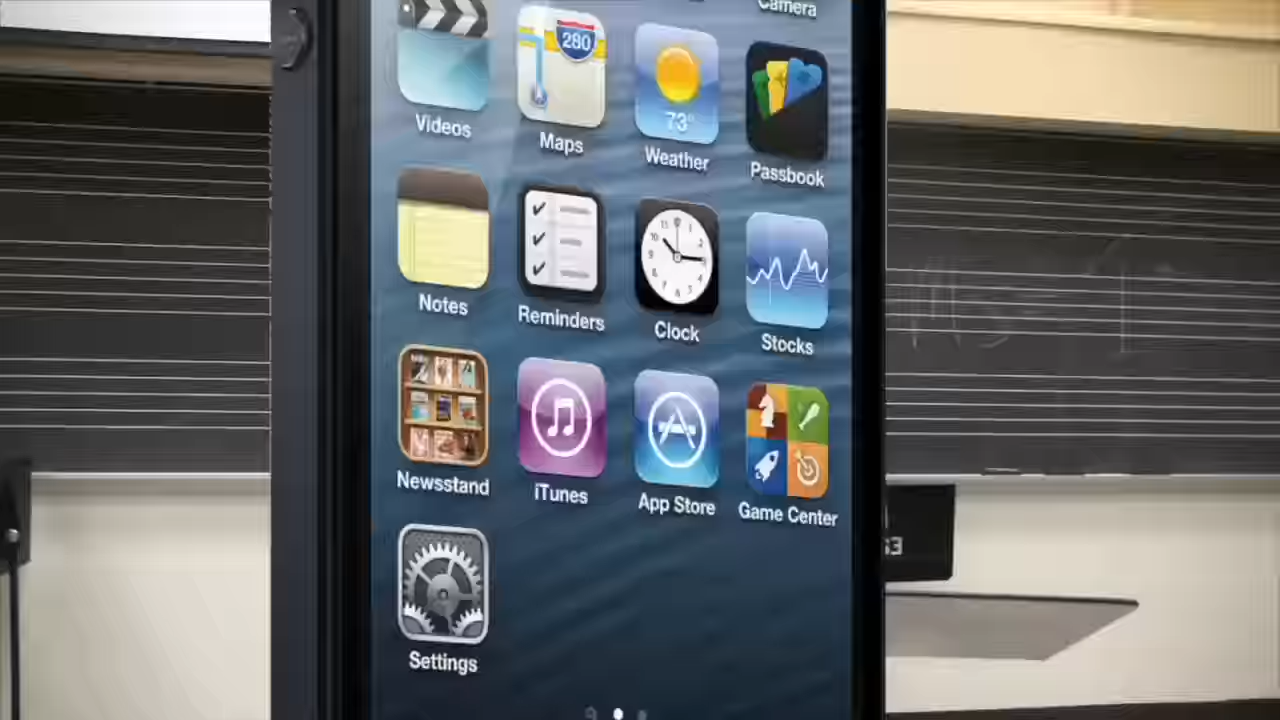 Camera
280
Videos
Maps
73°
Weather
Passbook
Notes
Reminders
Clock
Stocks
Newsstand
iTunes
App Store
Game Center
Settings